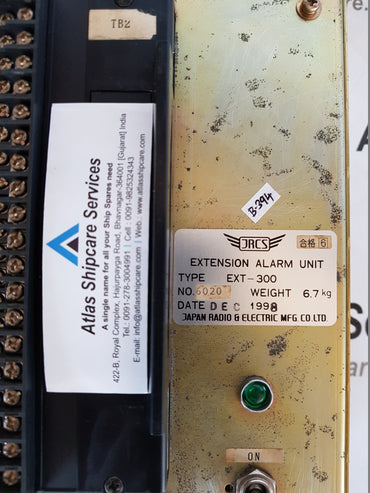 TB2
Atlas Shipcare Services
A single name for all your Ship Spares need
422-B, Royal Complex, Hajurpayga Road, Bhavnagar-364001 [Gujarat] India
Tel.: 0091-278-3004991 | Cell: 0091-9825324343
E-mail: info@atlasshipcare.com | Web: www.atlasshipcare.com
B-394
JRCS
合格 6
EXTENSION ALARM UNIT
TYPE EXT-300
NO. 6020 WEIGHT 6.7 kg
DATE DEC 1998
JAPAN RADIO & ELECTRIC MFG CO. LTD.
ON